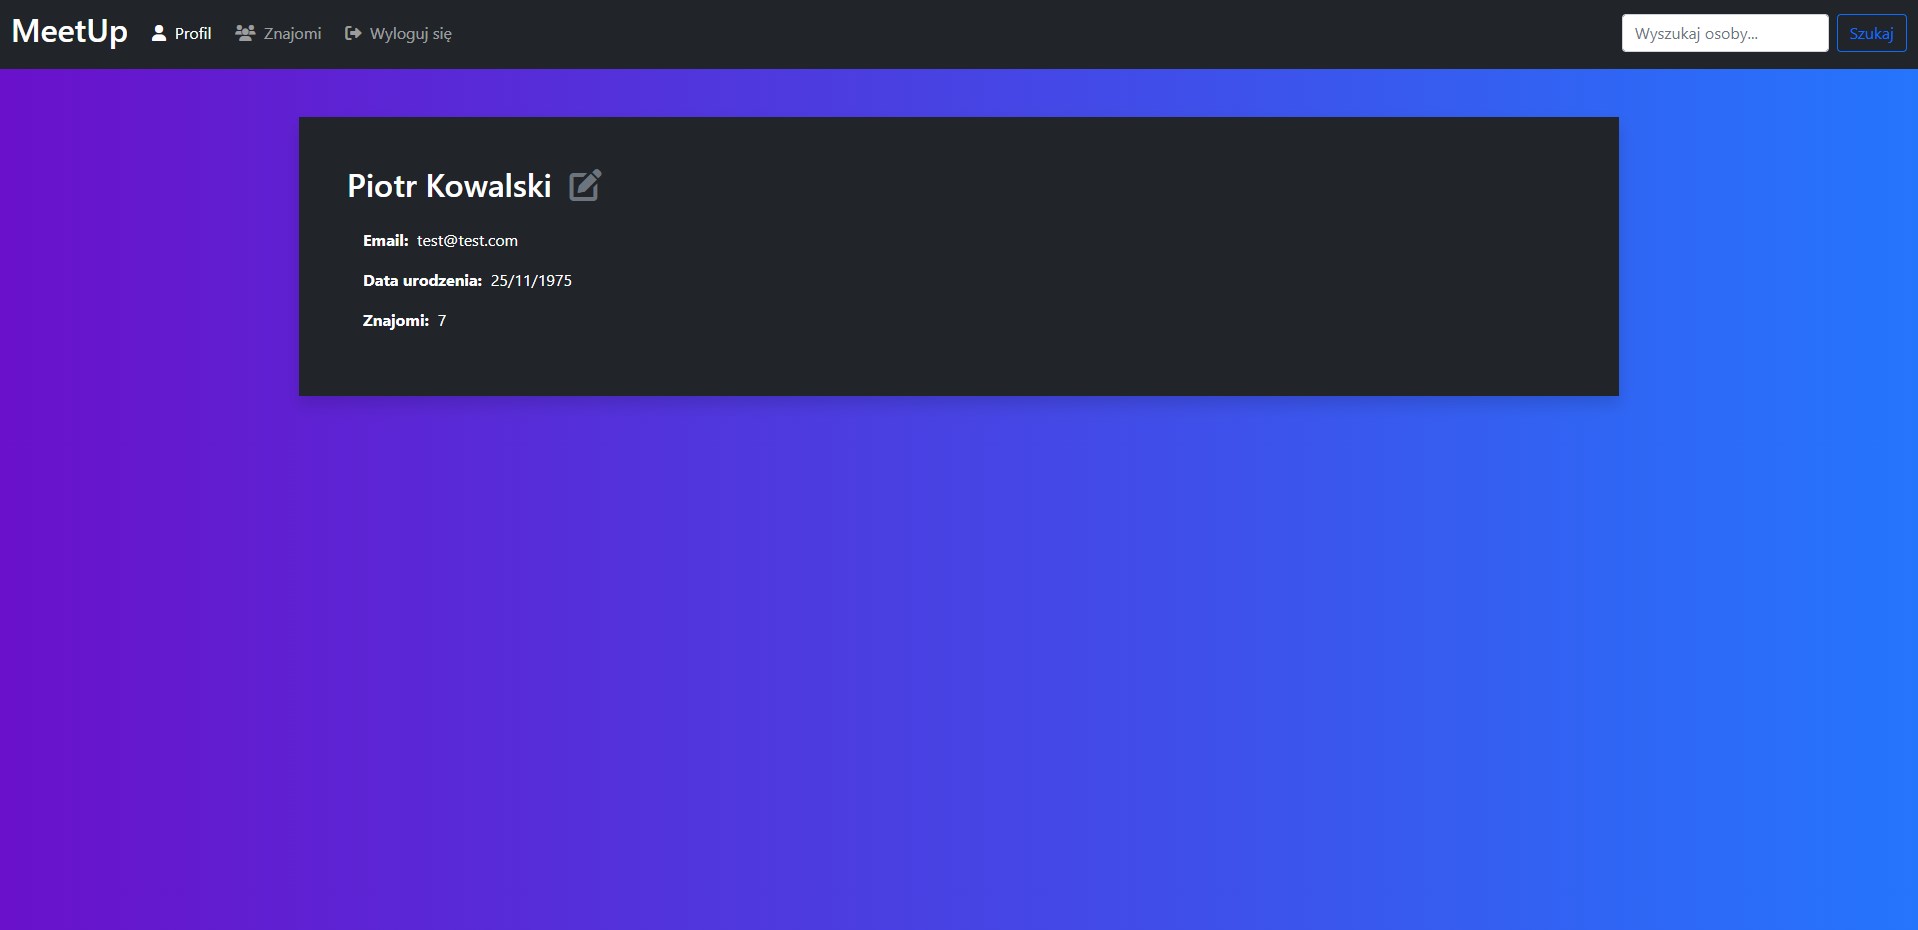 MeetUp Profil Znajomi Wyloguj się Wyszukaj osoby... Szukaj
Piotr Kowalski
Email: test@test.com
Data urodzenia: 25/11/1975
Znajomi: 7